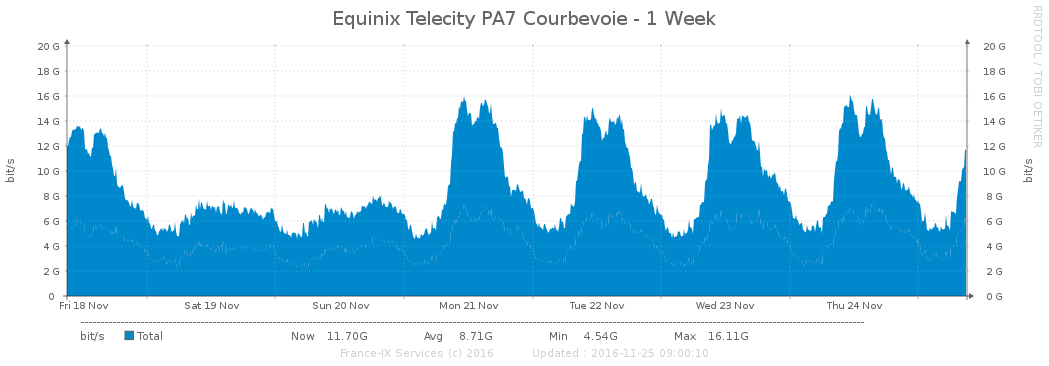 Equinix Telecity PA7 Courbevoie - 1 Week
RRDTOOL / TOBI OETIKER
bit/s
20 G
18 G
16 G
14 G
12 G
10 G
8 G
6 G
4 G
2 G
0
20 G
18 G
16 G
14 G
12 G
10 G
8 G
6 G
4 G
2 G
0 G
bit/s
Fri 18 Nov Sat 19 Nov Sun 20 Nov Mon 21 Nov Tue 22 Nov Wed 23 Nov Thu 24 Nov
bit/s Total Now 11.70G Avg 8.71G Min 4.54G Max 16.11G
France-IX Services (c) 2016 Updated : 2016-11-25 09:00:10